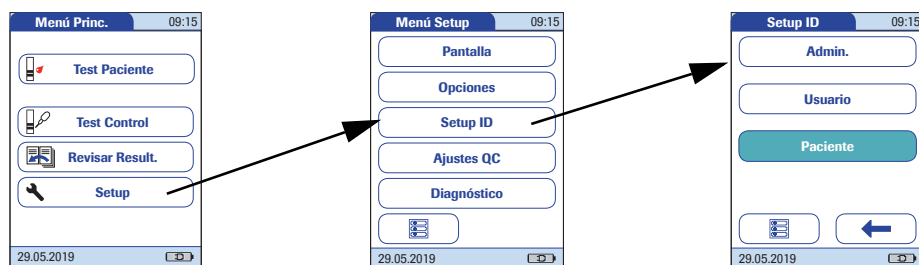 Menú Princ. 09:15
Test Paciente
Test Control
Revisar Result.
Setup
29.05.2019
Menú Setup 09:15
Pantalla
Opciones
Setup ID
Ajustes QC
Diagnóstico
29.05.2019
Setup ID 09:15
Admin.
Usuario
Paciente
29.05.2019